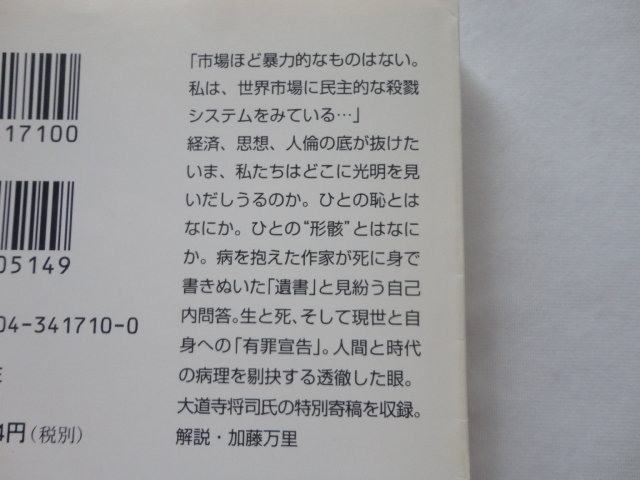 「市場ほど暴力的なものはない。
私は、世界市場に民主的な殺戮
システムをみている…」
経済、思想、人倫の底が抜けた
いま、私たちはどこに光明を見
いだしうるのか。ひとの恥とは
なにか。ひとの“形骸”とはなに
か。病を抱えた作家が死に身で
書きぬいた「遺書」と見紛う自己
内問答。生と死、そして現世と自
身への「有罪宣告」。人間と時代
の病理を剔抉する透徹した眼。
大道寺将司氏の特別寄稿を収録。
解説・加藤万里
17100
05149
04-341710-0
4円(税別)